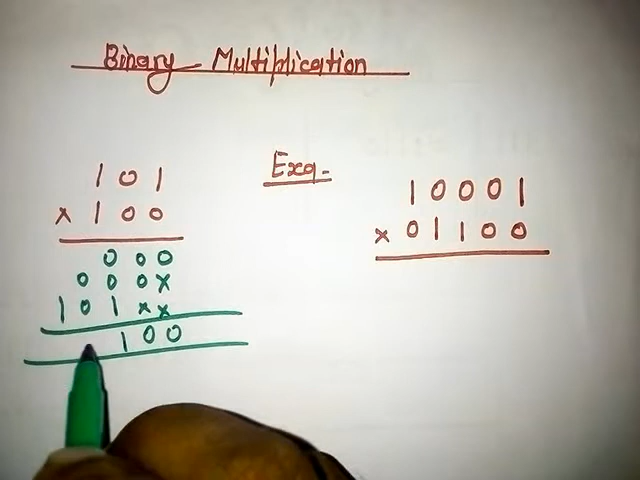 Binary Multiplication
Exa.
101
x 100
000
000x
101xx
100
10001
x 01100